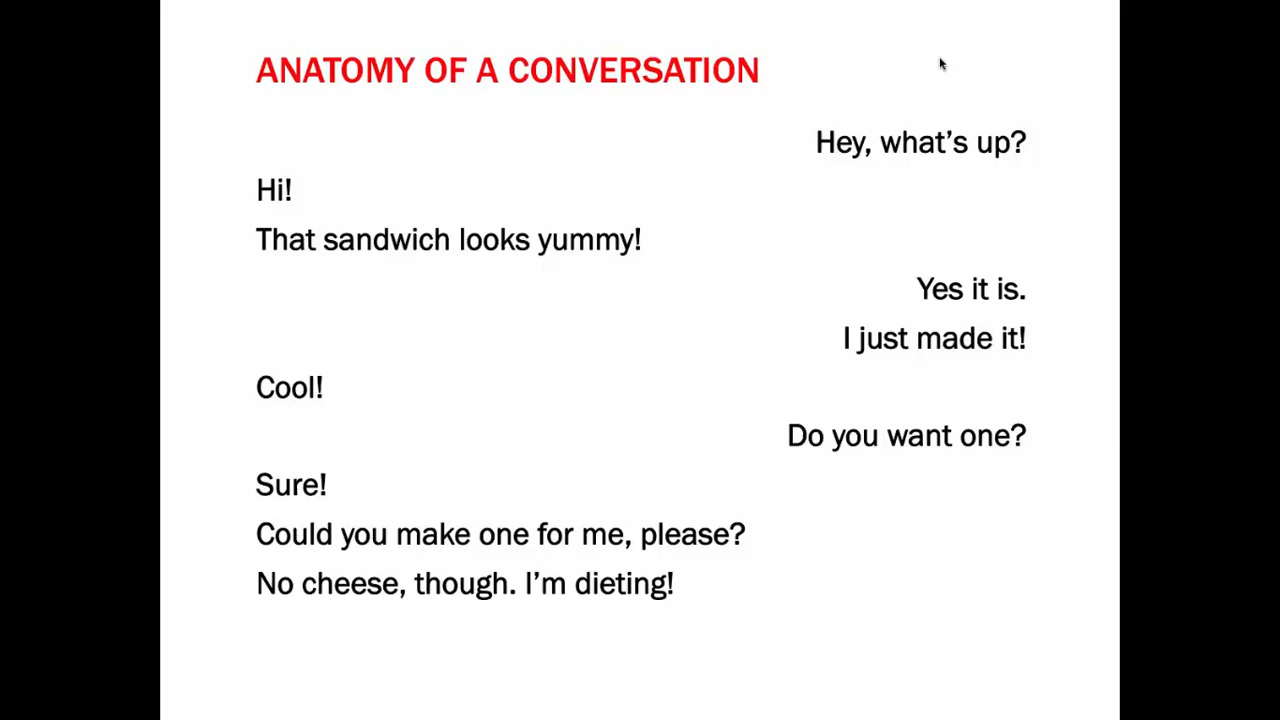 ANATOMY OF A CONVERSATION
Hey, what’s up?
Hi!
That sandwich looks yummy!
Yes it is.
I just made it!
Cool!
Do you want one?
Sure!
Could you make one for me, please?
No cheese, though. I’m dieting!